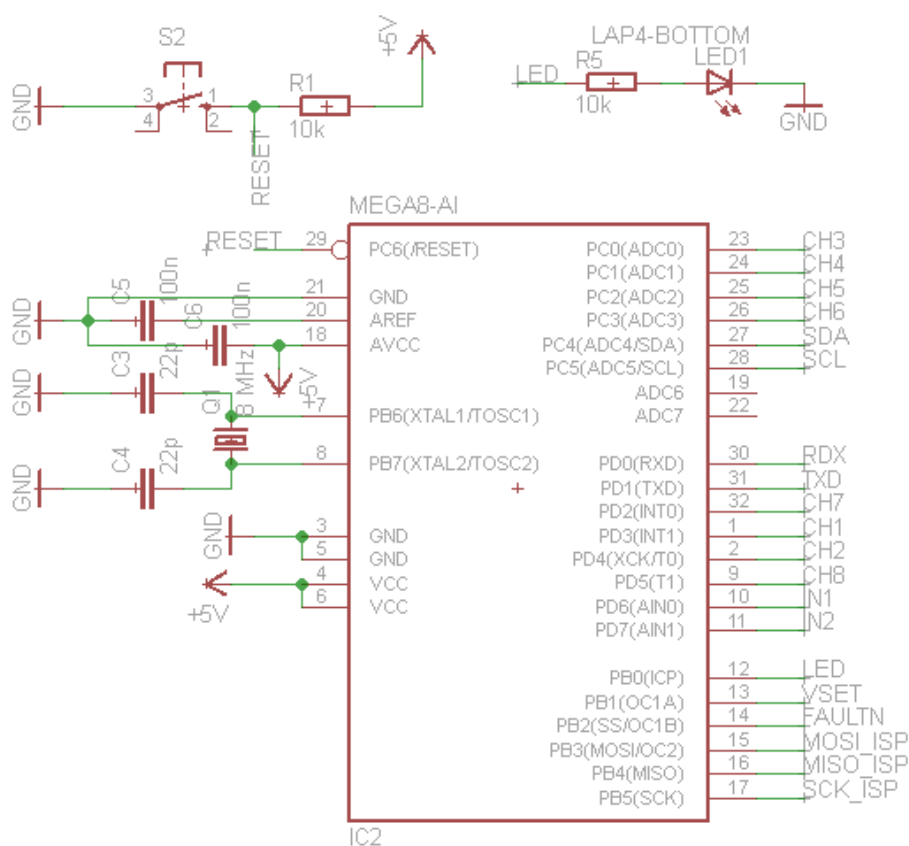 S2
+5V
LAP4-BOTTOM
LED1
LED
R5
10k
GND
GND
3
1
4
2
R1
10k
RESET
MEGA8-AI
RESET
29
PC6(/RESET)
PC0(ADC0)
23
CH3
PC1(ADC1)
24
CH4
C5
100n
21
GND
PC2(ADC2)
25
CH5
GND
20
AREF
PC3(ADC3)
26
CH6
C6
100n
18
AVCC
PC4(ADC4/SDA)
27
SDA
PC5(ADC5/SCL)
28
SCL
+5V
GND
C3
22p
ADC6
19
ADC7
22
Q1
8 MHz
7
PB6(XTAL1/TOSC1)
8
PB7(XTAL2/TOSC2)
PD0(RXD)
30
RDX
GND
C4
22p
PD1(TXD)
31
TXD
PD2(INT0)
32
CH7
GND
3
GND
PD3(INT1)
1
CH1
5
GND
PD4(XCK/T0)
2
CH2
+5V
4
VCC
PD5(T1)
9
CH8
6
VCC
PD6(AIN0)
10
IN1
PD7(AIN1)
11
IN2
PB0(ICP)
12
LED
PB1(OC1A)
13
VSET
PB2(SS/OC1B)
14
FAULTN
PB3(MOSI/OC2)
15
MOSI_ISP
PB4(MISO)
16
MISO_ISP
PB5(SCK)
17
SCK_ISP
IC2